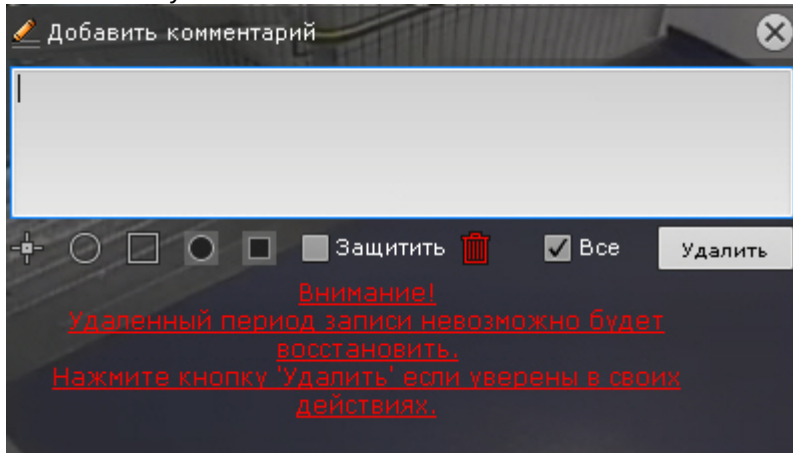 Добавить комментарий
Защитить
Все
Удалить
Внимание!
Удаленный период записи невозможно будет
восстановить.
Нажмите кнопку 'Удалить' если уверены в своих
действиях.